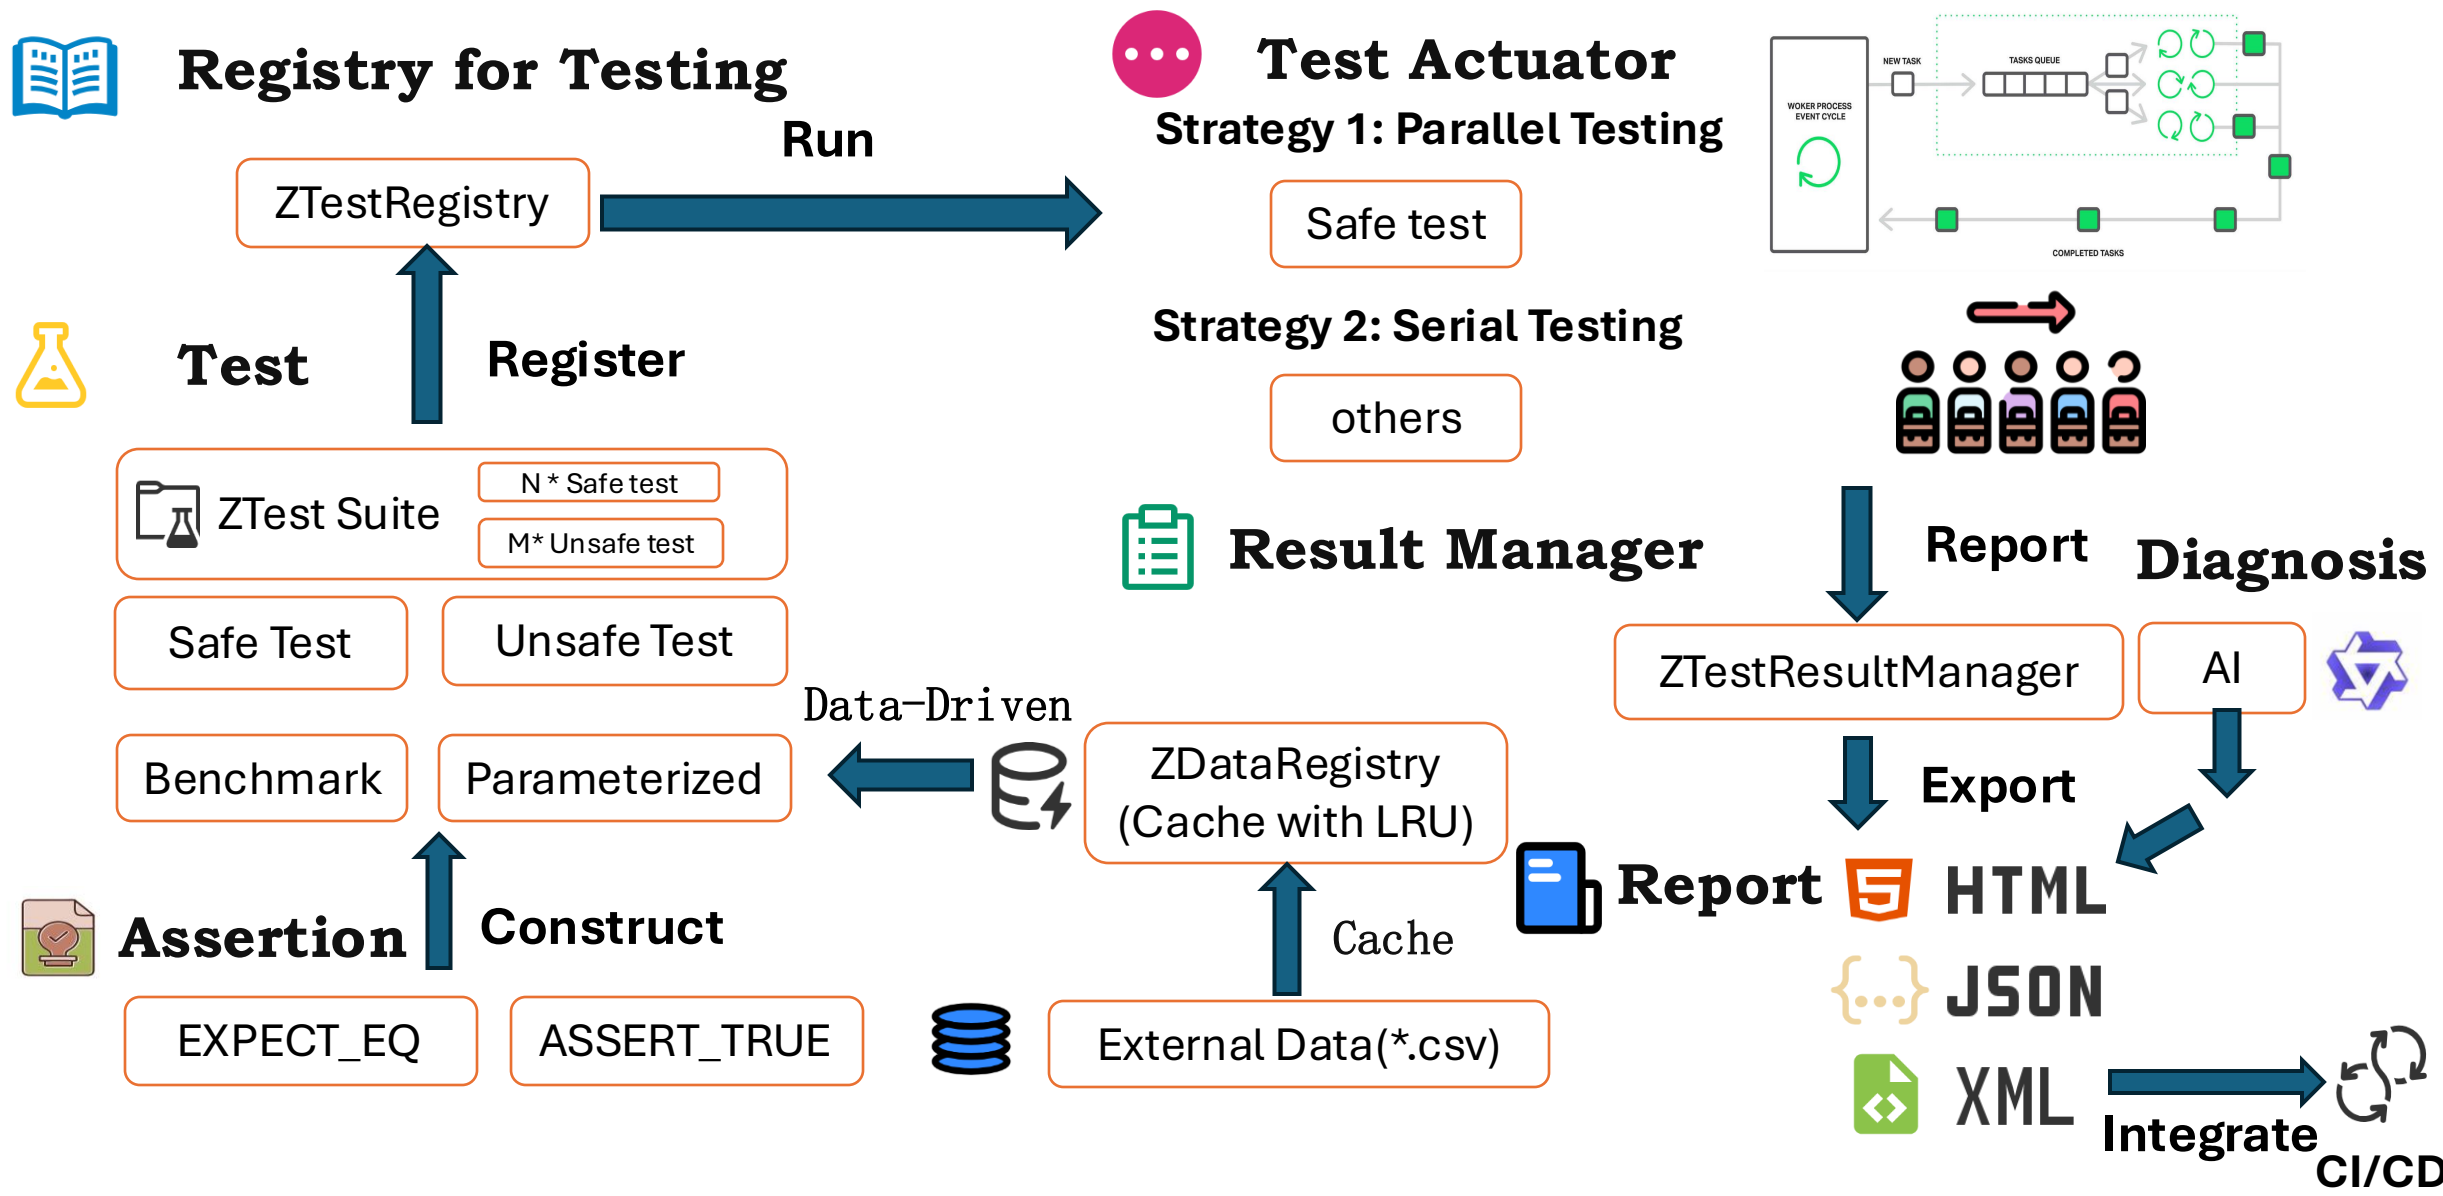 Registry for Testing
Run
ZTestRegistry
Test
Register
ZTest Suite
N * Safe test
M* Unsafe test
Safe Test
Unsafe Test
Benchmark
Parameterized
Assertion
Construct
EXPECT_EQ
ASSERT_TRUE
Data-Driven
ZDataRegistry
(Cache with LRU)
Cache
External Data(*.csv)
Test Actuator
Strategy 1: Parallel Testing
Safe test
Strategy 2: Serial Testing
others
WOKER PROCESS
EVENT CYCLE
NEW TASK
TASKS QUEUE
COMPLETED TASKS
Result Manager
Report
Diagnosis
ZTestResultManager
AI
Export
Report
HTML
JSON
XML
Integrate
CI/CD